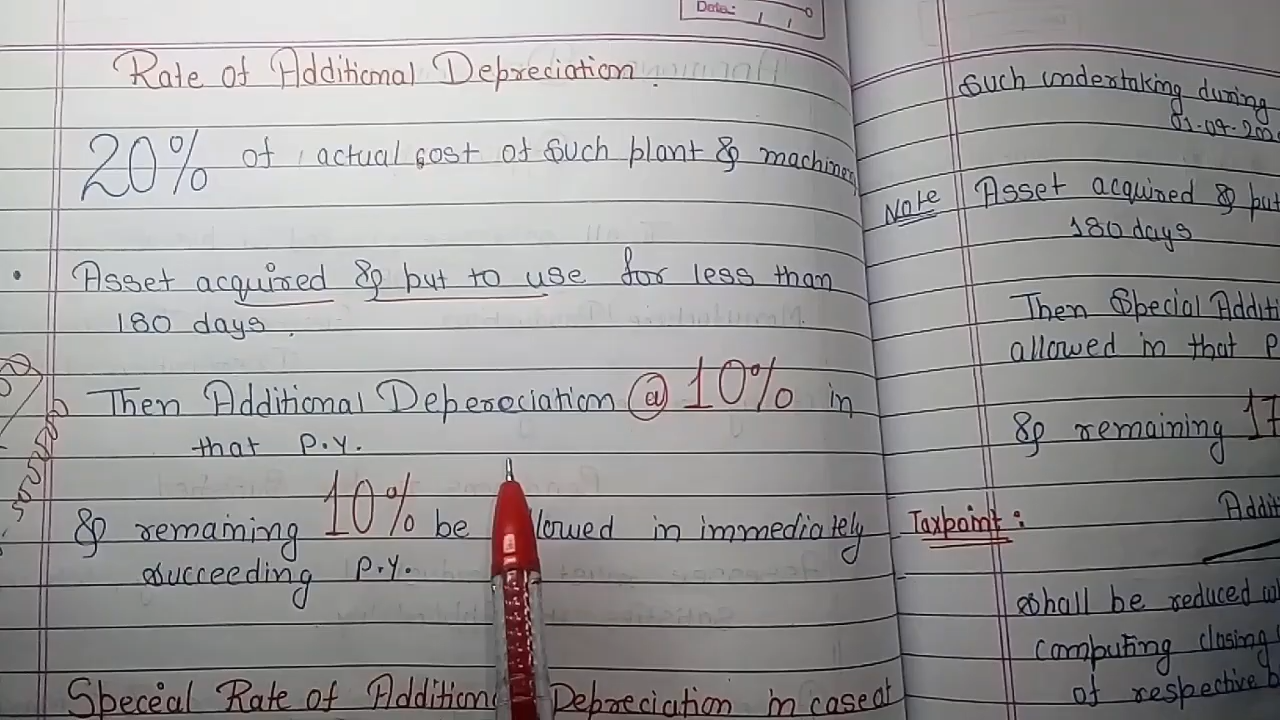 Date:
Rate of Additional Depreciation
20% of actual cost of such plant & machinery
• Asset acquired & but to use for less than
180 days.
Then Additional Depereciation @ 10% in
that P.Y.
& remaining 10% be allowed in immediately
succeeding P.Y.
Speceal Rate of Addition Depreciation in case of
such undertaking during
Note Asset acquired & put
180 days
Then Special Additi
allowed in that P
& remaining 17
Taxpoint: Addit
shall be reduced
computing closing
of respective b